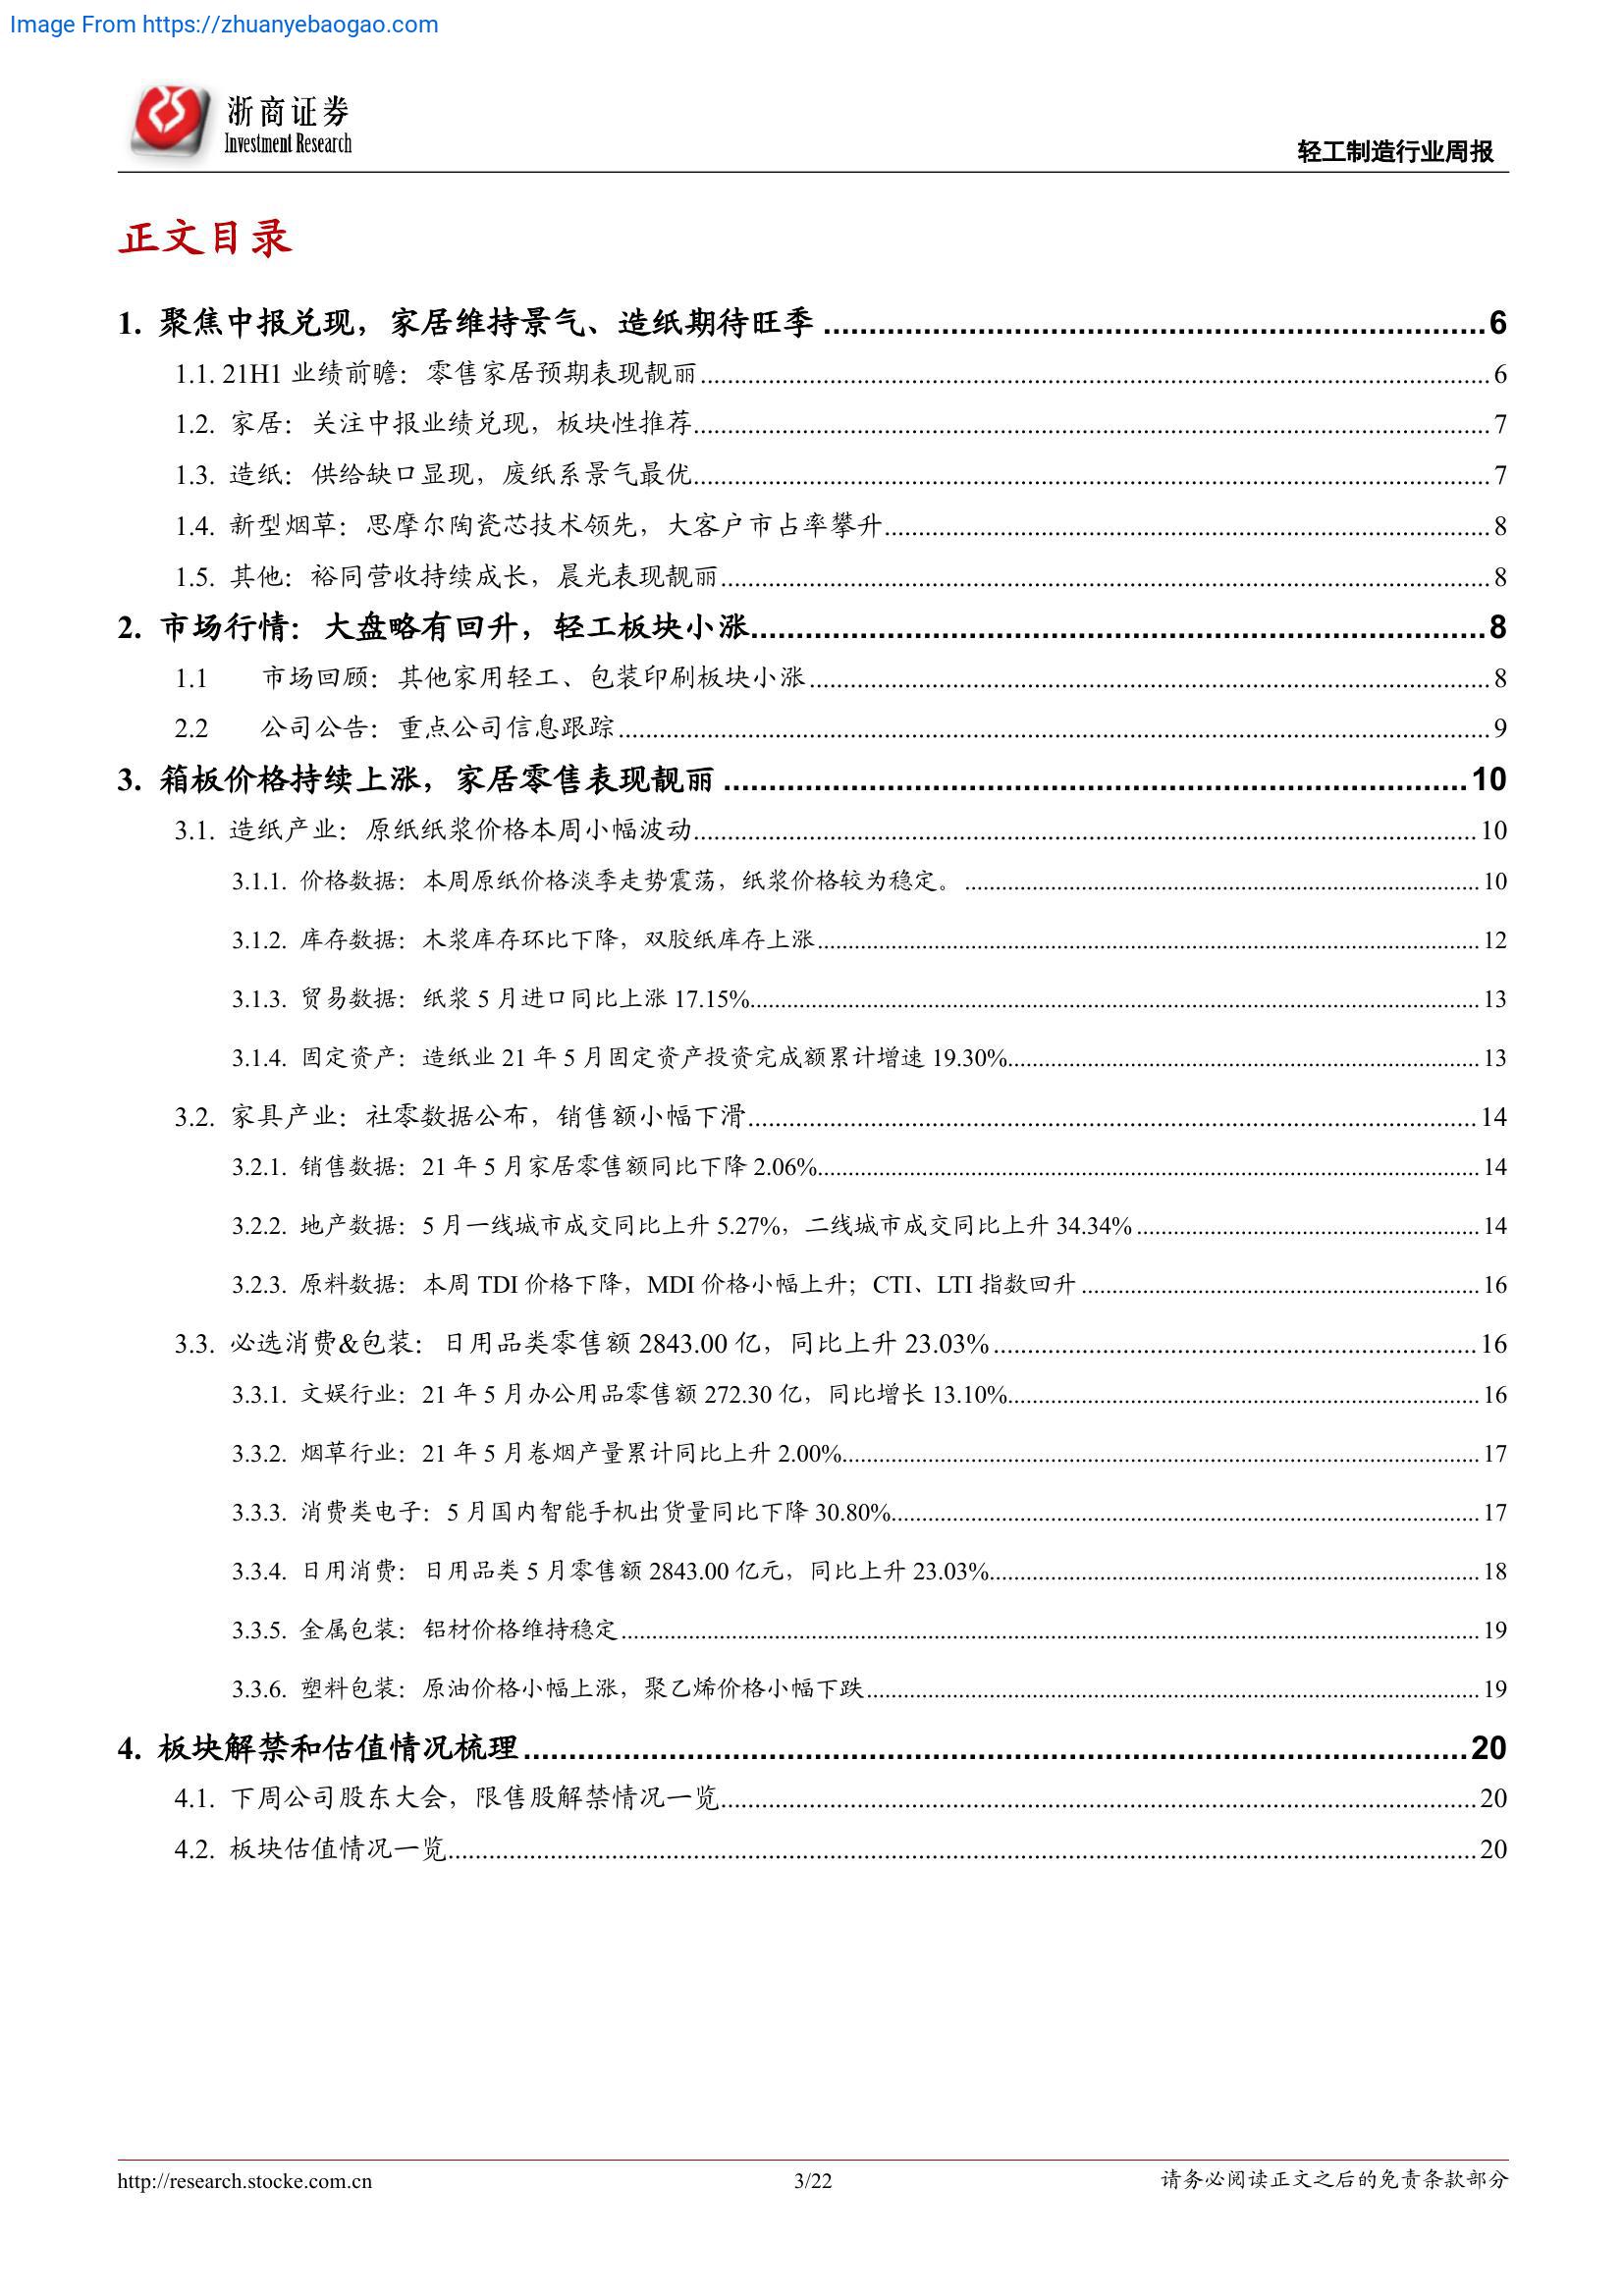 Image From https://zhuanyebaogao.com
浙商证券
Investment Research
轻工制造行业周报
正文目录
1. 聚焦中报兑现，家居维持景气、造纸期待旺季 ........ 6
1.1. 21H1 业绩前瞻：零售家居预期表现靓丽 ........ 6
1.2. 家居：关注中报业绩兑现，板块性推荐 ........ 7
1.3. 造纸：供给缺口显现，废纸系景气最优 ........ 7
1.4. 新型烟草：思摩尔陶瓷芯技术领先，大客户市占率攀升 ........ 8
1.5. 其他：裕同营收持续成长，晨光表现靓丽 ........ 8
2. 市场行情：大盘略有回升，轻工板块小涨 ........ 8
1.1 市场回顾：其他家用轻工、包装印刷板块小涨 ........ 8
2.2 公司公告：重点公司信息跟踪 ........ 9
3. 箱板价格持续上涨，家居零售表现靓丽 ........ 10
3.1. 造纸产业：原纸纸浆价格本周小幅波动 ........ 10
3.1.1. 价格数据：本周原纸价格淡季走势震荡，纸浆价格较为稳定。 ........ 10
3.1.2. 库存数据：木浆库存环比下降，双胶纸库存上涨 ........ 12
3.1.3. 贸易数据：纸浆 5 月进口同比上涨 17.15% ........ 13
3.1.4. 固定资产：造纸业 21 年 5 月固定资产投资完成额累计增速 19.30% ........ 13
3.2. 家具产业：社零数据公布，销售额小幅下滑 ........ 14
3.2.1. 销售数据：21 年 5 月家居零售额同比下降 2.06% ........ 14
3.2.2. 地产数据：5 月一线城市成交同比上升 5.27%，二线城市成交同比上升 34.34% ........ 14
3.2.3. 原料数据：本周 TDI 价格下降，MDI 价格小幅上升；CTI、LTI 指数回升 ........ 16
3.3. 必选消费&包装：日用品类零售额 2843.00 亿，同比上升 23.03% ........ 16
3.3.1. 文娱行业：21 年 5 月办公用品零售额 272.30 亿，同比增长 13.10% ........ 16
3.3.2. 烟草行业：21 年 5 月卷烟产量累计同比上升 2.00% ........ 17
3.3.3. 消费类电子：5 月国内智能手机出货量同比下降 30.80% ........ 17
3.3.4. 日用消费：日用品类 5 月零售额 2843.00 亿元，同比上升 23.03% ........ 18
3.3.5. 金属包装：铝材价格维持稳定 ........ 19
3.3.6. 塑料包装：原油价格小幅上涨，聚乙烯价格小幅下跌 ........ 19
4. 板块解禁和估值情况梳理 ........ 20
4.1. 下周公司股东大会，限售股解禁情况一览 ........ 20
4.2. 板块估值情况一览 ........ 20
http://research.stocke.com.cn
3/22
请务必阅读正文之后的免责条款部分